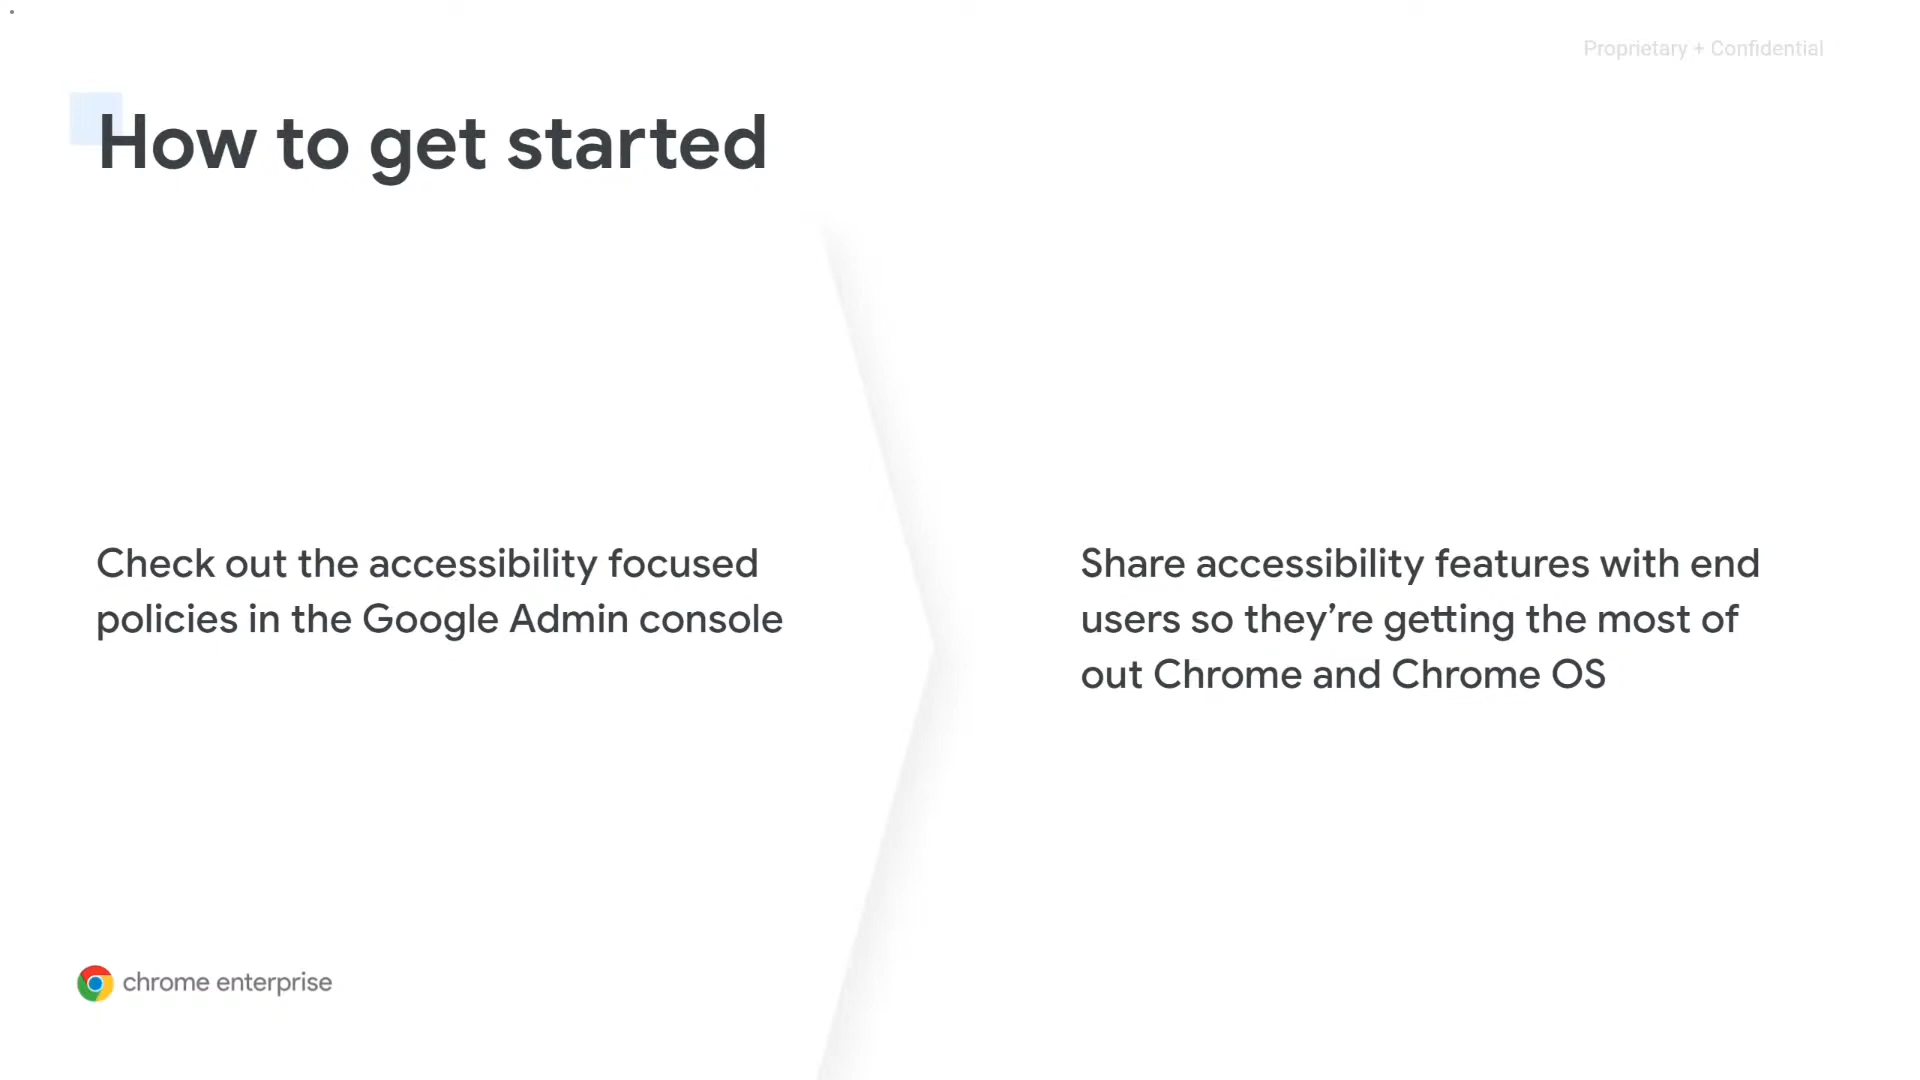 Proprietary + Confidential
How to get started
Check out the accessibility focused
policies in the Google Admin console
Share accessibility features with end
users so they’re getting the most of
out Chrome and Chrome OS
chrome enterprise